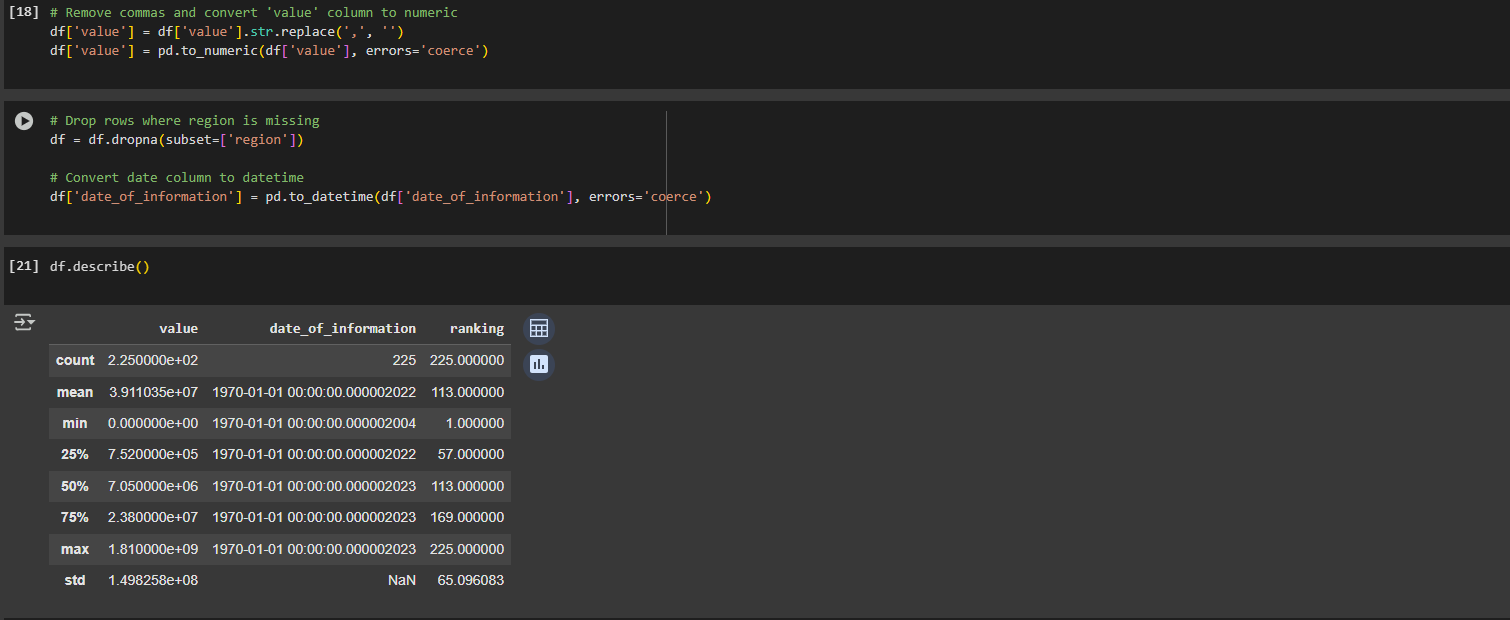 [18] # Remove commas and convert 'value' column to numeric
df['value'] = df['value'].str.replace(',', '')
df['value'] = pd.to_numeric(df['value'], errors='coerce')
# Drop rows where region is missing
df = df.dropna(subset=['region'])
# Convert date column to datetime
df['date_of_information'] = pd.to_datetime(df['date_of_information'], errors='coerce')
[21] df.describe()
value date_of_information ranking
count 2.250000e+02 225 225.000000
mean 3.911035e+07 1970-01-01 00:00:00.000002022 113.000000
min 0.000000e+00 1970-01-01 00:00:00.000002004 1.000000
25% 7.520000e+05 1970-01-01 00:00:00.000002022 57.000000
50% 7.050000e+06 1970-01-01 00:00:00.000002023 113.000000
75% 2.380000e+07 1970-01-01 00:00:00.000002023 169.000000
max 1.810000e+09 1970-01-01 00:00:00.000002023 225.000000
std 1.498258e+08 NaN 65.096083